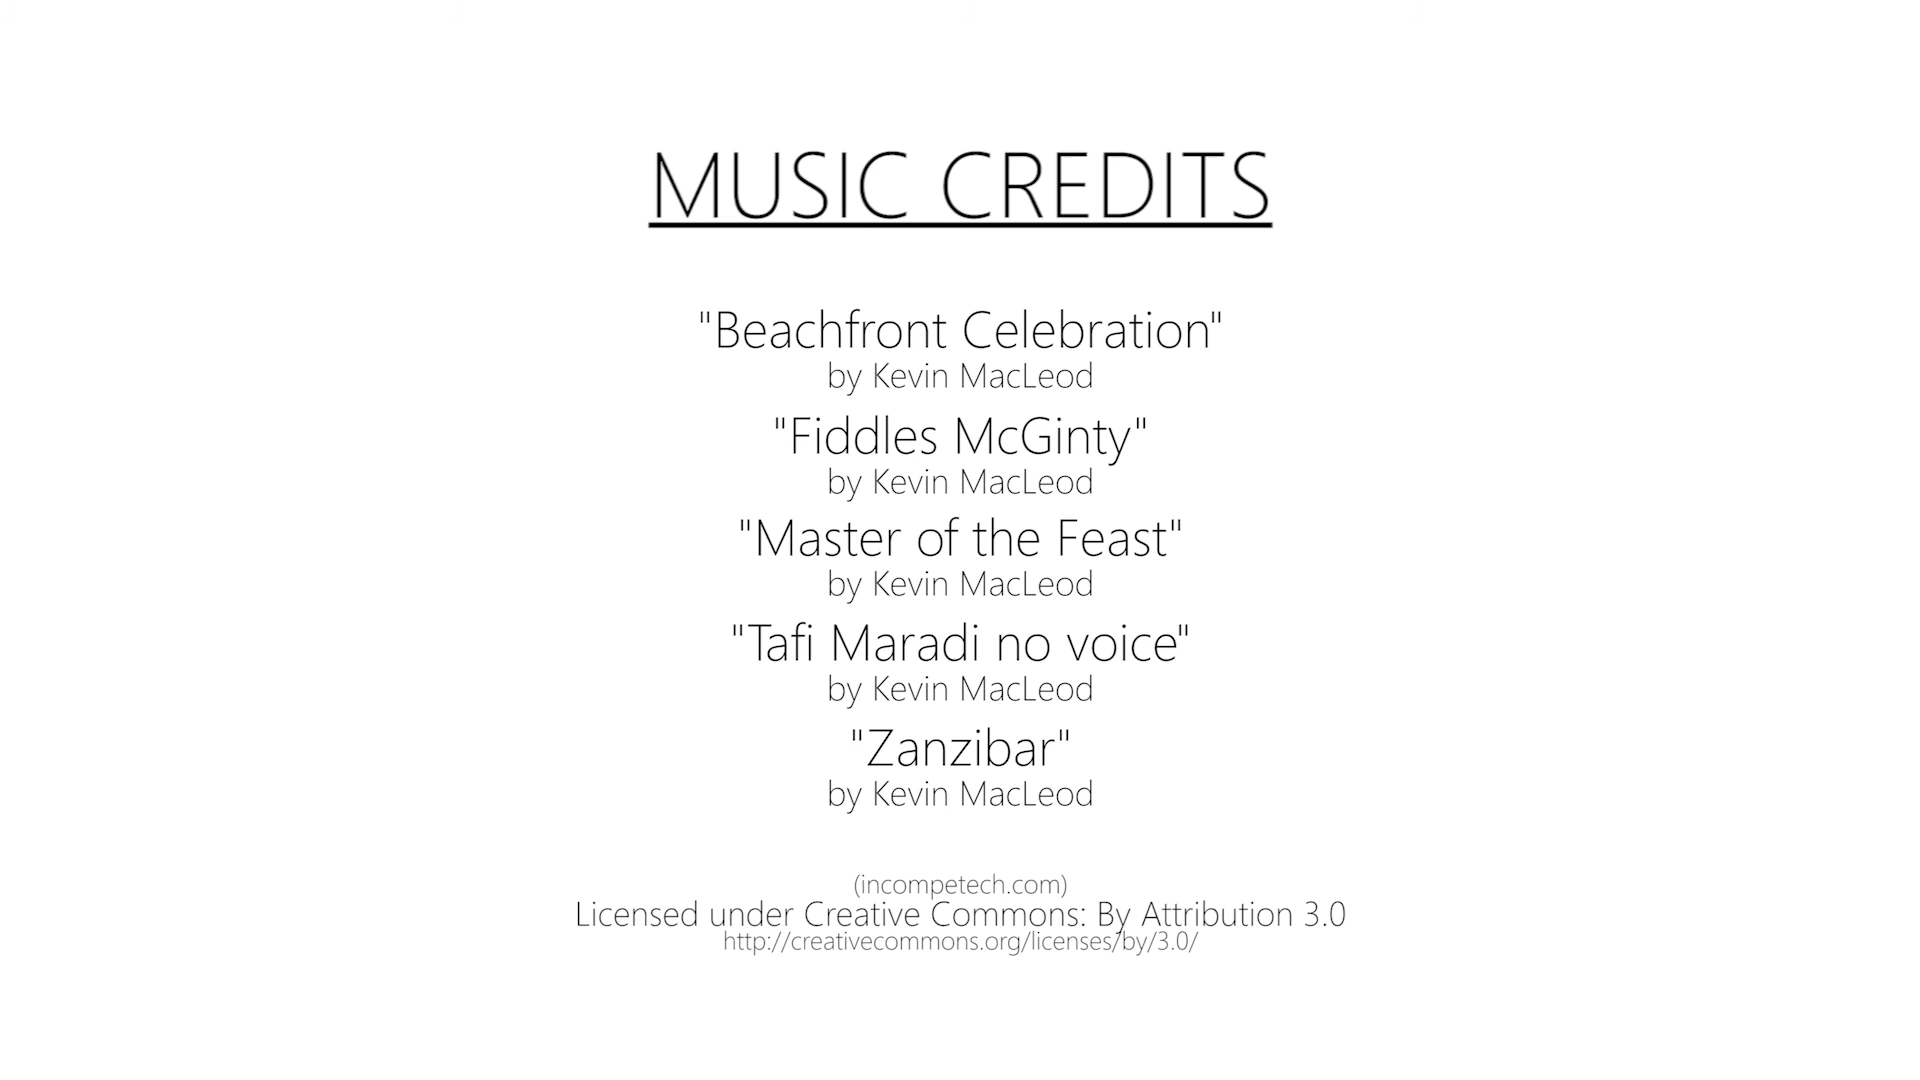 MUSIC CREDITS
"Beachfront Celebration"
by Kevin MacLeod
"Fiddles McGinty"
by Kevin MacLeod
"Master of the Feast"
by Kevin MacLeod
"Tafi Maradi no voice"
by Kevin MacLeod
"Zanzibar"
by Kevin MacLeod
(incompetech.com)
Licensed under Creative Commons: By Attribution 3.0
http://creativecommons.org/licenses/by/3.0/